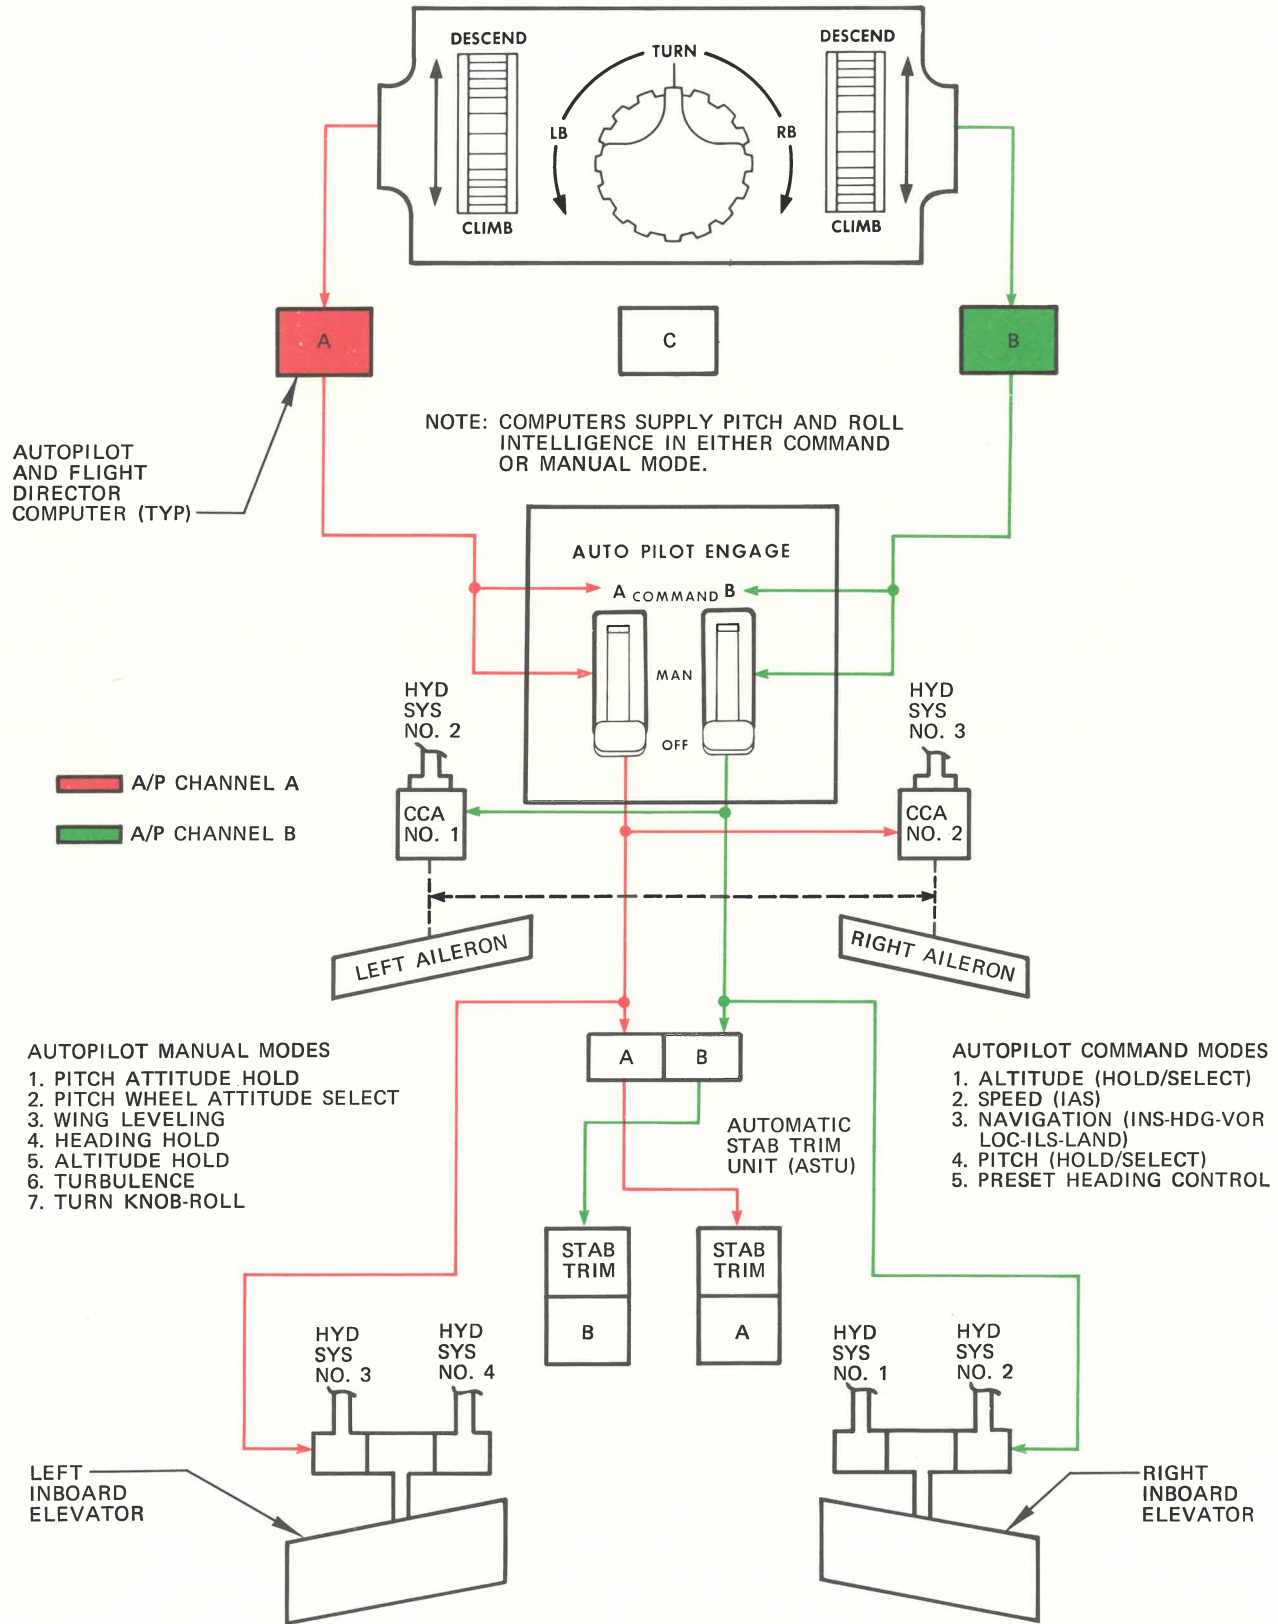 DESCEND
TURN
DESCEND
LB
RB
CLIMB
CLIMB
A
C
B
NOTE: COMPUTERS SUPPLY PITCH AND ROLL
INTELLIGENCE IN EITHER COMMAND
OR MANUAL MODE.
AUTOPILOT
AND FLIGHT
DIRECTOR
COMPUTER (TYP)
AUTO PILOT ENGAGE
A COMMAND B
MAN
OFF
HYD
SYS
NO. 2
HYD
SYS
NO. 3
A/P CHANNEL A
A/P CHANNEL B
CCA
NO. 1
CCA
NO. 2
LEFT AILERON
RIGHT AILERON
A
B
AUTOPILOT MANUAL MODES
1. PITCH ATTITUDE HOLD
2. PITCH WHEEL ATTITUDE SELECT
3. WING LEVELING
4. HEADING HOLD
5. ALTITUDE HOLD
6. TURBULENCE
7. TURN KNOB-ROLL
AUTOMATIC
STAB TRIM
UNIT (ASTU)
AUTOPILOT COMMAND MODES
1. ALTITUDE (HOLD/SELECT)
2. SPEED (IAS)
3. NAVIGATION (INS-HDG-VOR
LOC-ILS-LAND)
4. PITCH (HOLD/SELECT)
5. PRESET HEADING CONTROL
STAB
TRIM
B
STAB
TRIM
A
HYD
SYS
NO. 3
HYD
SYS
NO. 4
HYD
SYS
NO. 1
HYD
SYS
NO. 2
LEFT
INBOARD
ELEVATOR
RIGHT
INBOARD
ELEVATOR